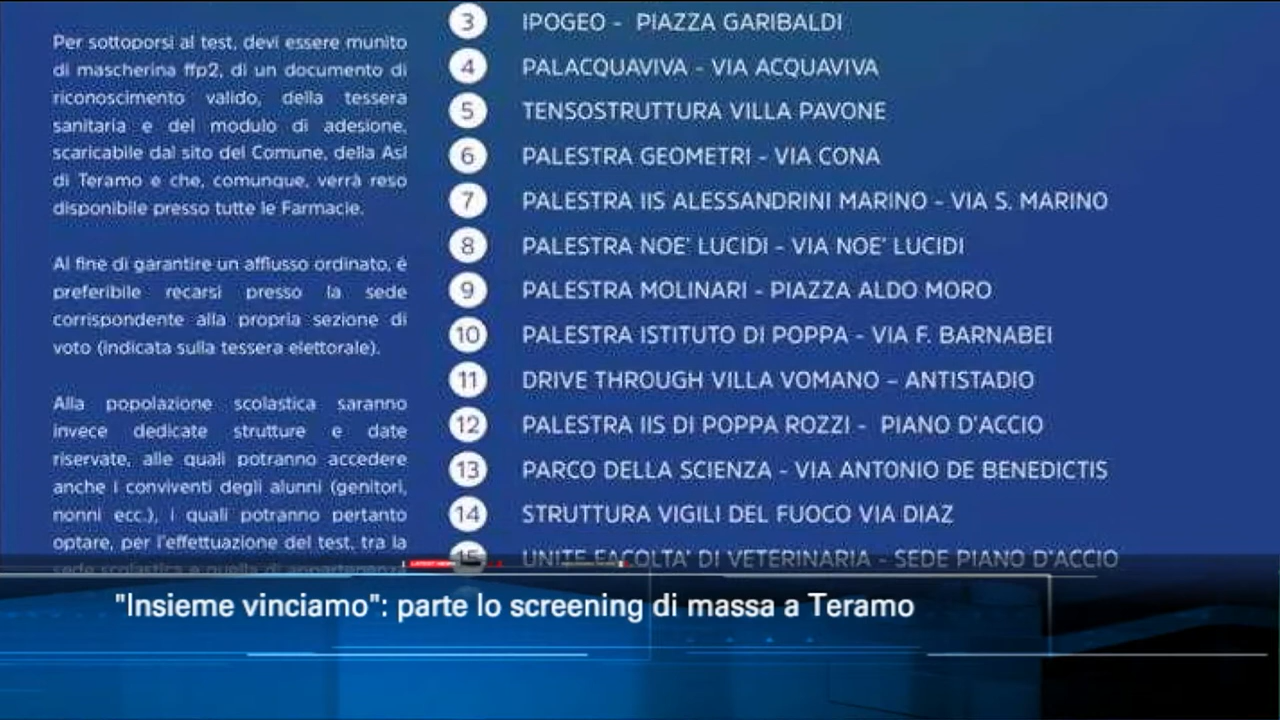 Per sottoporsi al test, devi essere munito
di mascherina ffp2, di un documento di
riconoscimento valido, della tessera
sanitaria e del modulo di adesione,
scaricabile dal sito del Comune, della Asl
di Teramo e che, comunque, verrà reso
disponibile presso tutte le Farmacie.
Al fine di garantire un afflusso ordinato, è
preferibile recarsi presso la sede
corrispondente alla propria sezione di
voto (indicata sulla tessera elettorale).
Alla popolazione scolastica saranno
invece dedicate strutture e date
riservate, alle quali potranno accedere
anche i conviventi degli alunni (genitori,
nonni ecc.), i quali potranno pertanto
optare, per l'effettuazione del test, tra la
sede scolastica e quella di appartenenza
3 IPOGEO - PIAZZA GARIBALDI
4 PALACQUAVIVA - VIA ACQUAVIVA
5 TENSOSTRUTTURA VILLA PAVONE
6 PALESTRA GEOMETRI - VIA CONA
7 PALESTRA IIS ALESSANDRINI MARINO - VIA S. MARINO
8 PALESTRA NOE' LUCIDI - VIA NOE' LUCIDI
9 PALESTRA MOLINARI - PIAZZA ALDO MORO
10 PALESTRA ISTITUTO DI POPPA - VIA F. BARNABEI
11 DRIVE THROUGH VILLA VOMANO – ANTISTADIO
12 PALESTRA IIS DI POPPA ROZZI - PIANO D'ACCIO
13 PARCO DELLA SCIENZA - VIA ANTONIO DE BENEDICTIS
14 STRUTTURA VIGILI DEL FUOCO VIA DIAZ
15 UNITE FACOLTA' DI VETERINARIA - SEDE PIANO D'ACCIO
LATEST NEWS
"Insieme vinciamo": parte lo screening di massa a Teramo